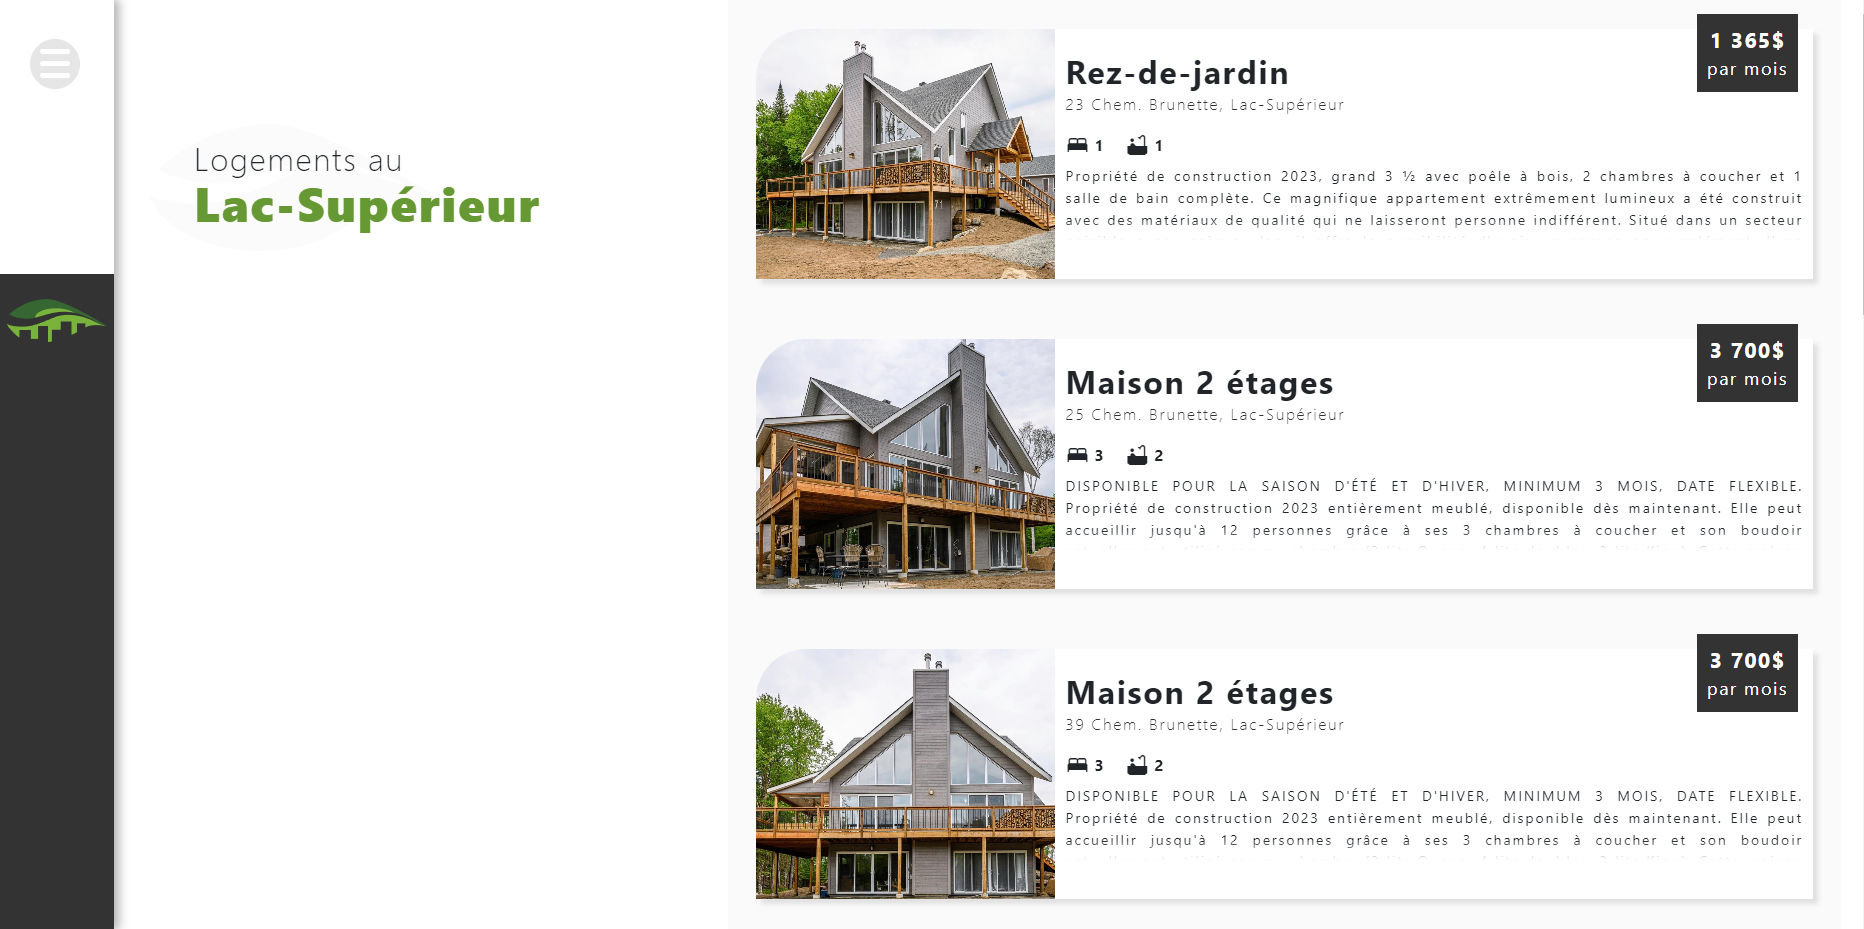 Logements au
Lac-Supérieur
1 365$
par mois
Rez-de-jardin
23 Chem. Brunette, Lac-Supérieur
1 1
Propriété de construction 2023, grand 3 ½ avec poêle à bois, 2 chambres à coucher et 1
salle de bain complète. Ce magnifique appartement extrêmement lumineux a été construit
avec des matériaux de qualité qui ne laisseront personne indifférent. Situé dans un secteur
71
3 700$
par mois
Maison 2 étages
25 Chem. Brunette, Lac-Supérieur
3 2
DISPONIBLE POUR LA SAISON D'ÉTÉ ET D'HIVER, MINIMUM 3 MOIS, DATE FLEXIBLE.
Propriété de construction 2023 entièrement meublé, disponible dès maintenant. Elle peut
accueillir jusqu'à 12 personnes grâce à ses 3 chambres à coucher et son boudoir
3 700$
par mois
Maison 2 étages
39 Chem. Brunette, Lac-Supérieur
3 2
DISPONIBLE POUR LA SAISON D'ÉTÉ ET D'HIVER, MINIMUM 3 MOIS, DATE FLEXIBLE.
Propriété de construction 2023 entièrement meublé, disponible dès maintenant. Elle peut
accueillir jusqu'à 12 personnes grâce à ses 3 chambres à coucher et son boudoir